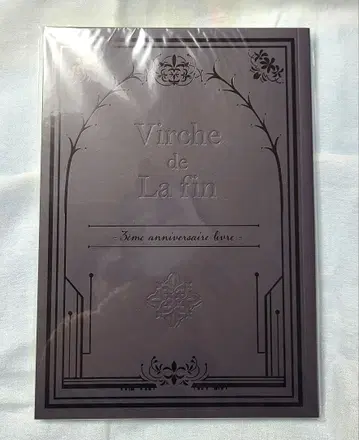 Virche
de
La fin
3ème anniversaire livre